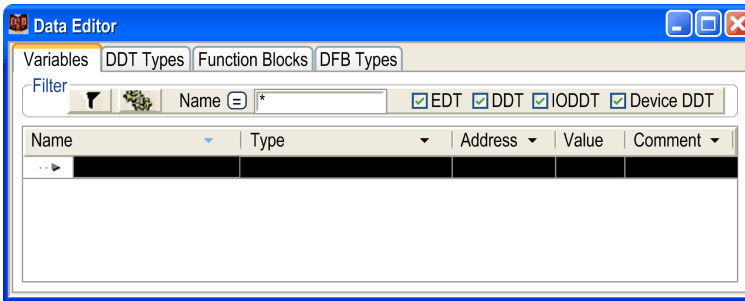 Data Editor
Variables DDT Types Function Blocks DFB Types
Filter
Name = * EDT DDT IODDT Device DDT
Name Type Address Value Comment